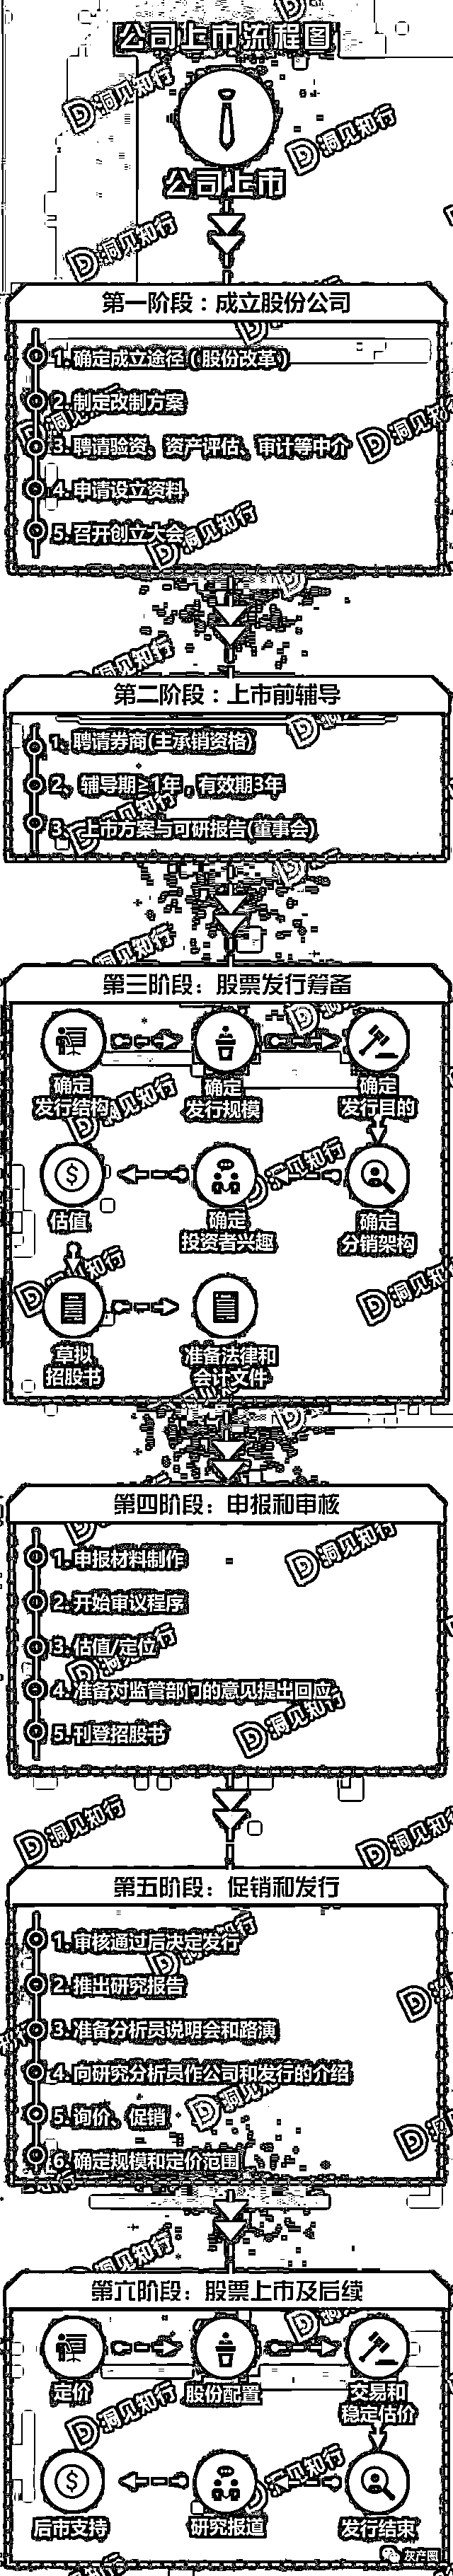 公司上市流程图
公司上市
第一阶段：成立股份公司
1.确定成立途径（股份改革）
2.制定改制方案
3.聘请验资、资产评估、审计等中介
4.申请设立资料
5.召开创立大会
第二阶段：上市前辅导
1、聘请券商(主承销资格)
2、辅导期≥1年，有效期3年
3、上市方案与可研报告(董事会)
第三阶段：股票发行筹备
确定
发行结构
确定
发行规模
确定
发行目的
估值
确定
投资者兴趣
确定
分销架构
草拟
招股书
准备法律和
会计文件
第四阶段：申报和审核
1.申报材料制作
2.开始审议程序
3.估值/定位
4.准备对监管部门的意见提出回应
5.刊登招股书
第五阶段：促销和发行
1.审核通过后决定发行
2.推出研究报告
3.准备分析员说明会和路演
4.向研究分析员作公司和发行的介绍
5.询价、促销
6.确定规模和定价范围
第六阶段：股票上市及后续
定价
股份配置
交易和
稳定估价
后市支持
研究报道
发行结束
洞见知行
灰产圈